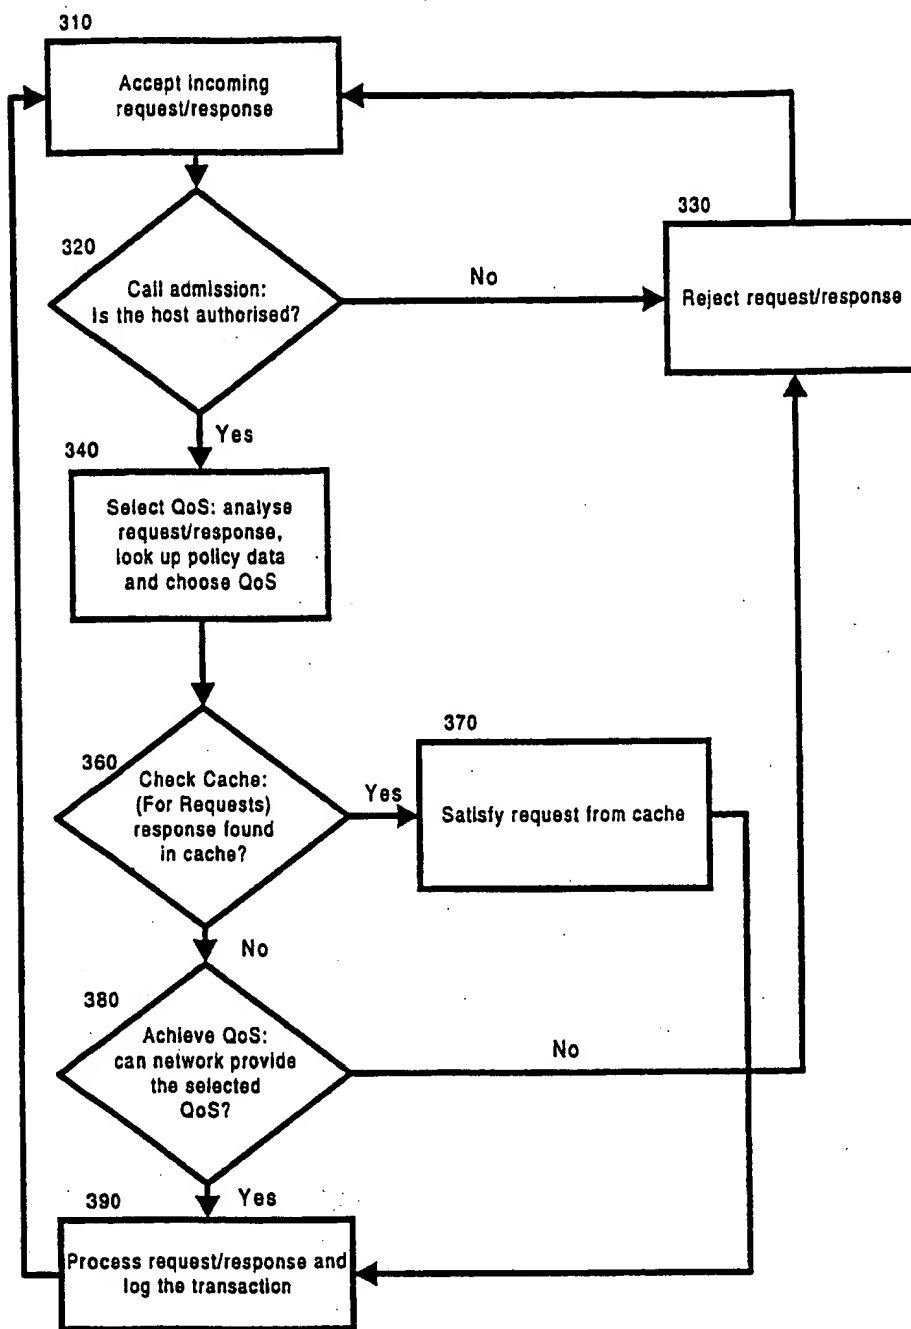 310
Accept incoming
request/response
320
Call admission:
Is the host authorised?
No
330
Reject request/response
Yes
340
Select QoS: analyse
request/response,
look up policy data
and choose QoS
360
Check Cache:
(For Requests)
response found
in cache?
Yes
370
Satisfy request from cache
No
380
Achieve QoS:
can network provide
the selected
QoS?
No
Yes
390
Process request/response and
log the transaction